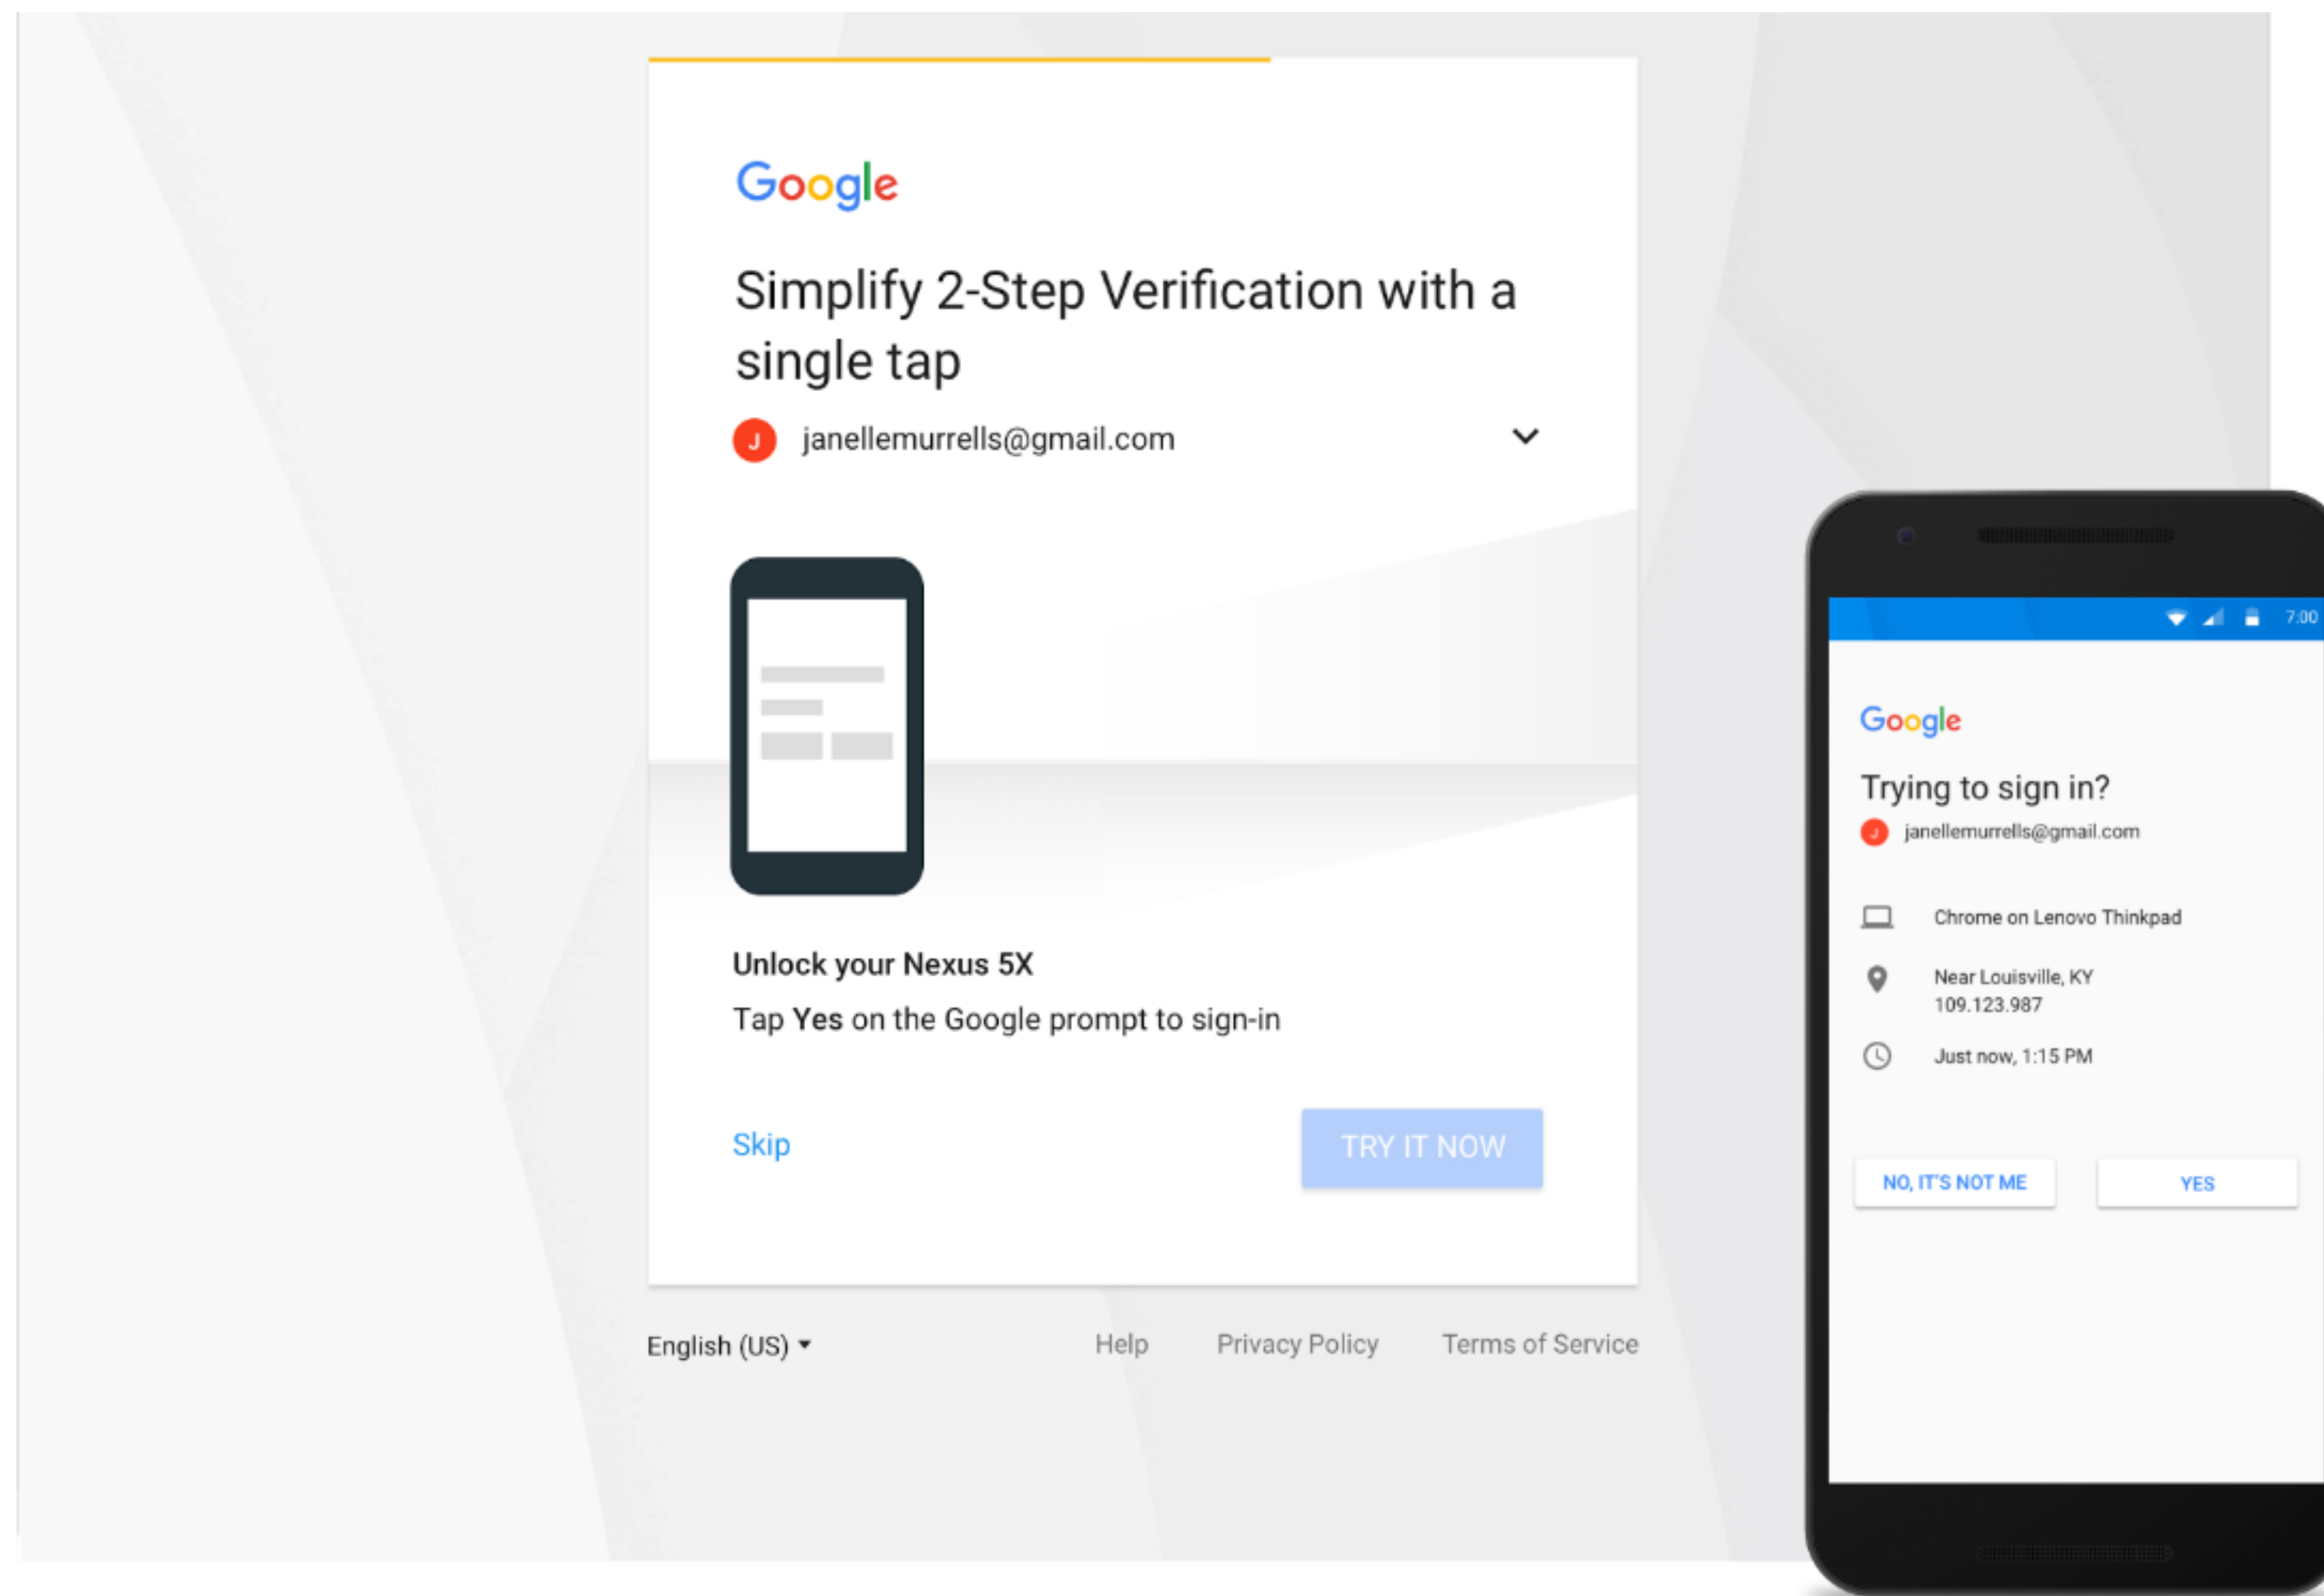 Google
Simplify 2-Step Verification with a
single tap
J janellemurrells@gmail.com
Unlock your Nexus 5X
Tap Yes on the Google prompt to sign-in
Skip
TRY IT NOW
English (US)
Help
Privacy Policy
Terms of Service
7:00
Google
Trying to sign in?
J janellemurrells@gmail.com
Chrome on Lenovo Thinkpad
Near Louisville, KY
109.123.987
Just now, 1:15 PM
NO, IT'S NOT ME
YES